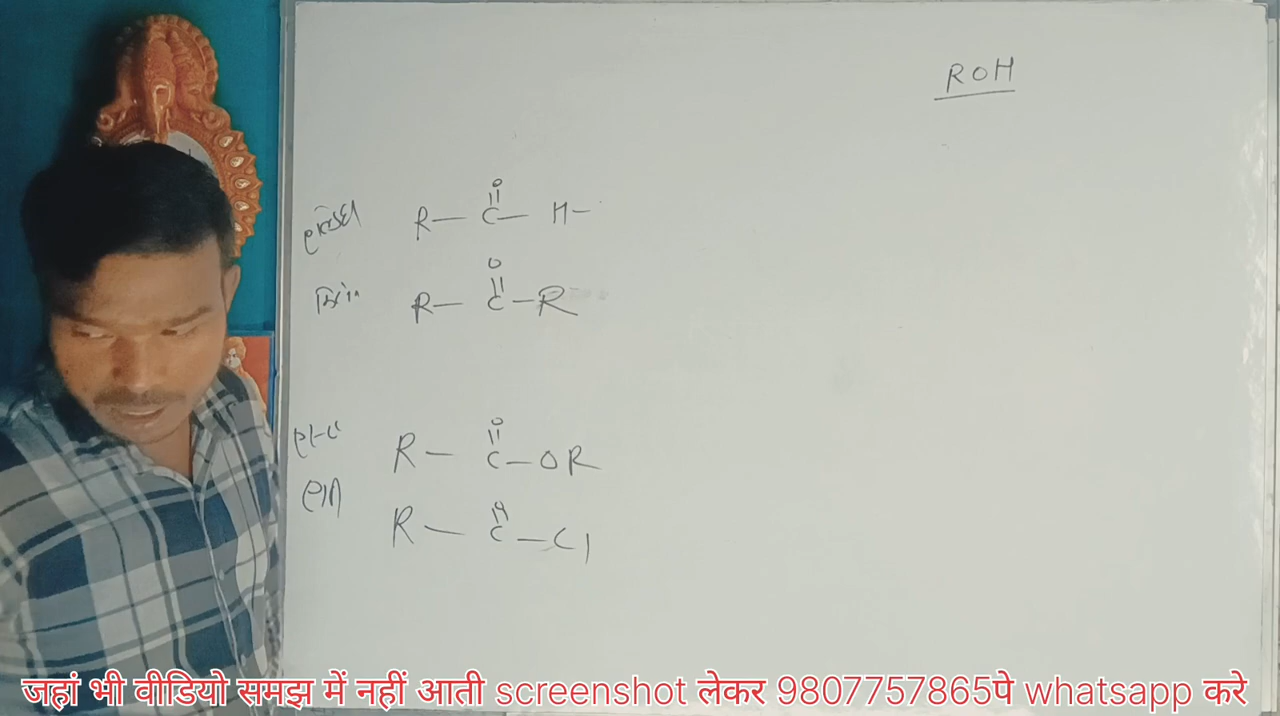 ROH
O
R— C — H—
O
R— C —R
O
R— C —OR
R— C —Cl
जहां भी वीडियो समझ में नहीं आती screenshot लेकर 9807757865पे whatsapp करे